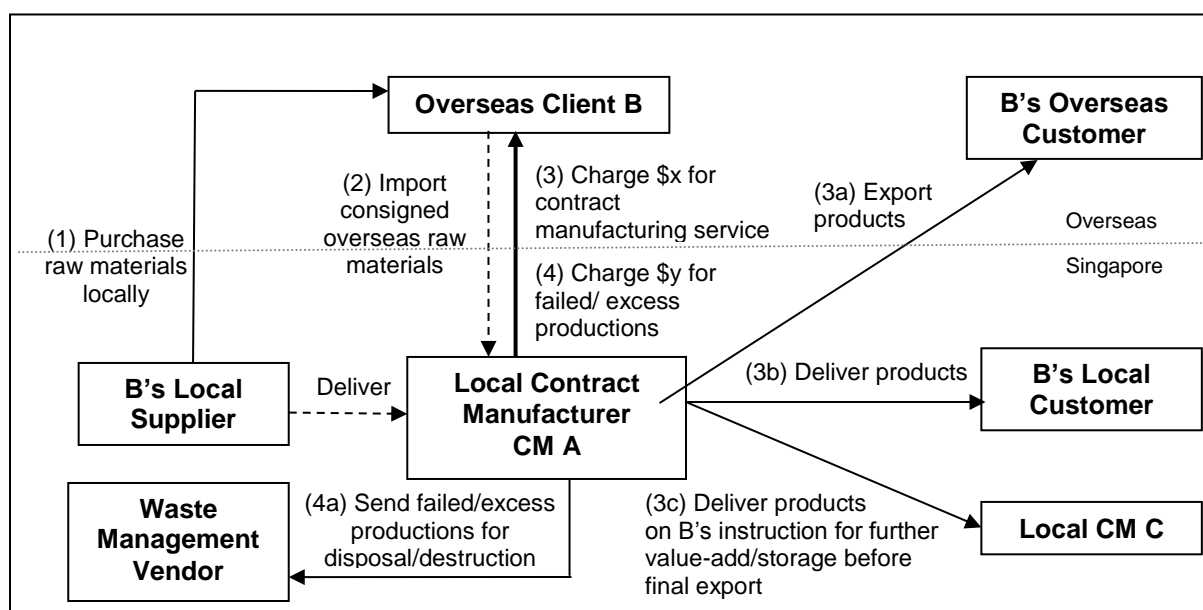 Overseas Client B
B's Overseas
Customer
(2) Import
consigned
overseas raw
materials
(3) Charge $x for
contract
manufacturing service
(3a) Export
products
(1) Purchase
raw materials
locally
Overseas
Singapore
(4) Charge $y for
failed/ excess
productions
B's Local
Supplier
Deliver
Local Contract
Manufacturer
CM A
(3b) Deliver products
B's Local
Customer
Waste
Management
Vendor
(4a) Send failed/excess
productions for
disposal/destruction
(3c) Deliver products
on B's instruction for further
value-add/storage before
final export
Local CM C